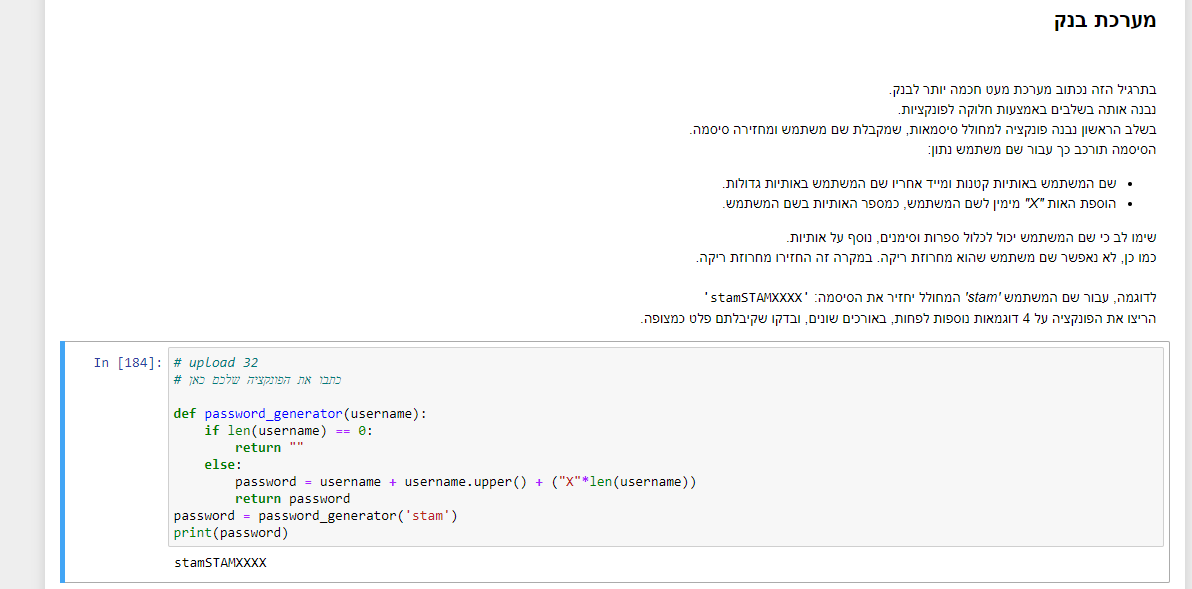 מערכת בנק
בתרגיל הזה נכתוב מערכת מעט חכמה יותר לבנק.
נבנה אותה בשלבים באמצעות חלוקה לפונקציות.
בשלב הראשון נבנה פונקציה למחולל סיסמאות, שמקבלת שם משתמש ומחזירה סיסמה.
הסיסמה תורכב כך עבור שם משתמש נתון:
• שם המשתמש באותיות קטנות ומייד אחריו שם המשתמש באותיות גדולות.
• הוספת האות "X" מימין לשם המשתמש, כמספר האותיות בשם המשתמש.
שימו לב כי שם המשתמש יכול לכלול ספרות וסימנים, נוסף על אותיות.
כמו כן, לא נאפשר שם משתמש שהוא מחרוזת ריקה. במקרה זה החזירו מחרוזת ריקה.
לדוגמה, עבור שם המשתמש 'stam' המחולל יחזיר את הסיסמה: 'stamSTAMXXXX'
הריצו את הפונקציה על 4 דוגמאות נוספות לפחות, באורכים שונים, ובדקו שקיבלתם פלט כמצופה.
In [184]: # upload 32
# כתבו את הפונקציה שלכם כאן
def password_generator(username):
    if len(username) == 0:
        return ""
    else:
        password = username + username.upper() + ("X"*len(username))
        return password
password = password_generator('stam')
print(password)
stamSTAMXXXX